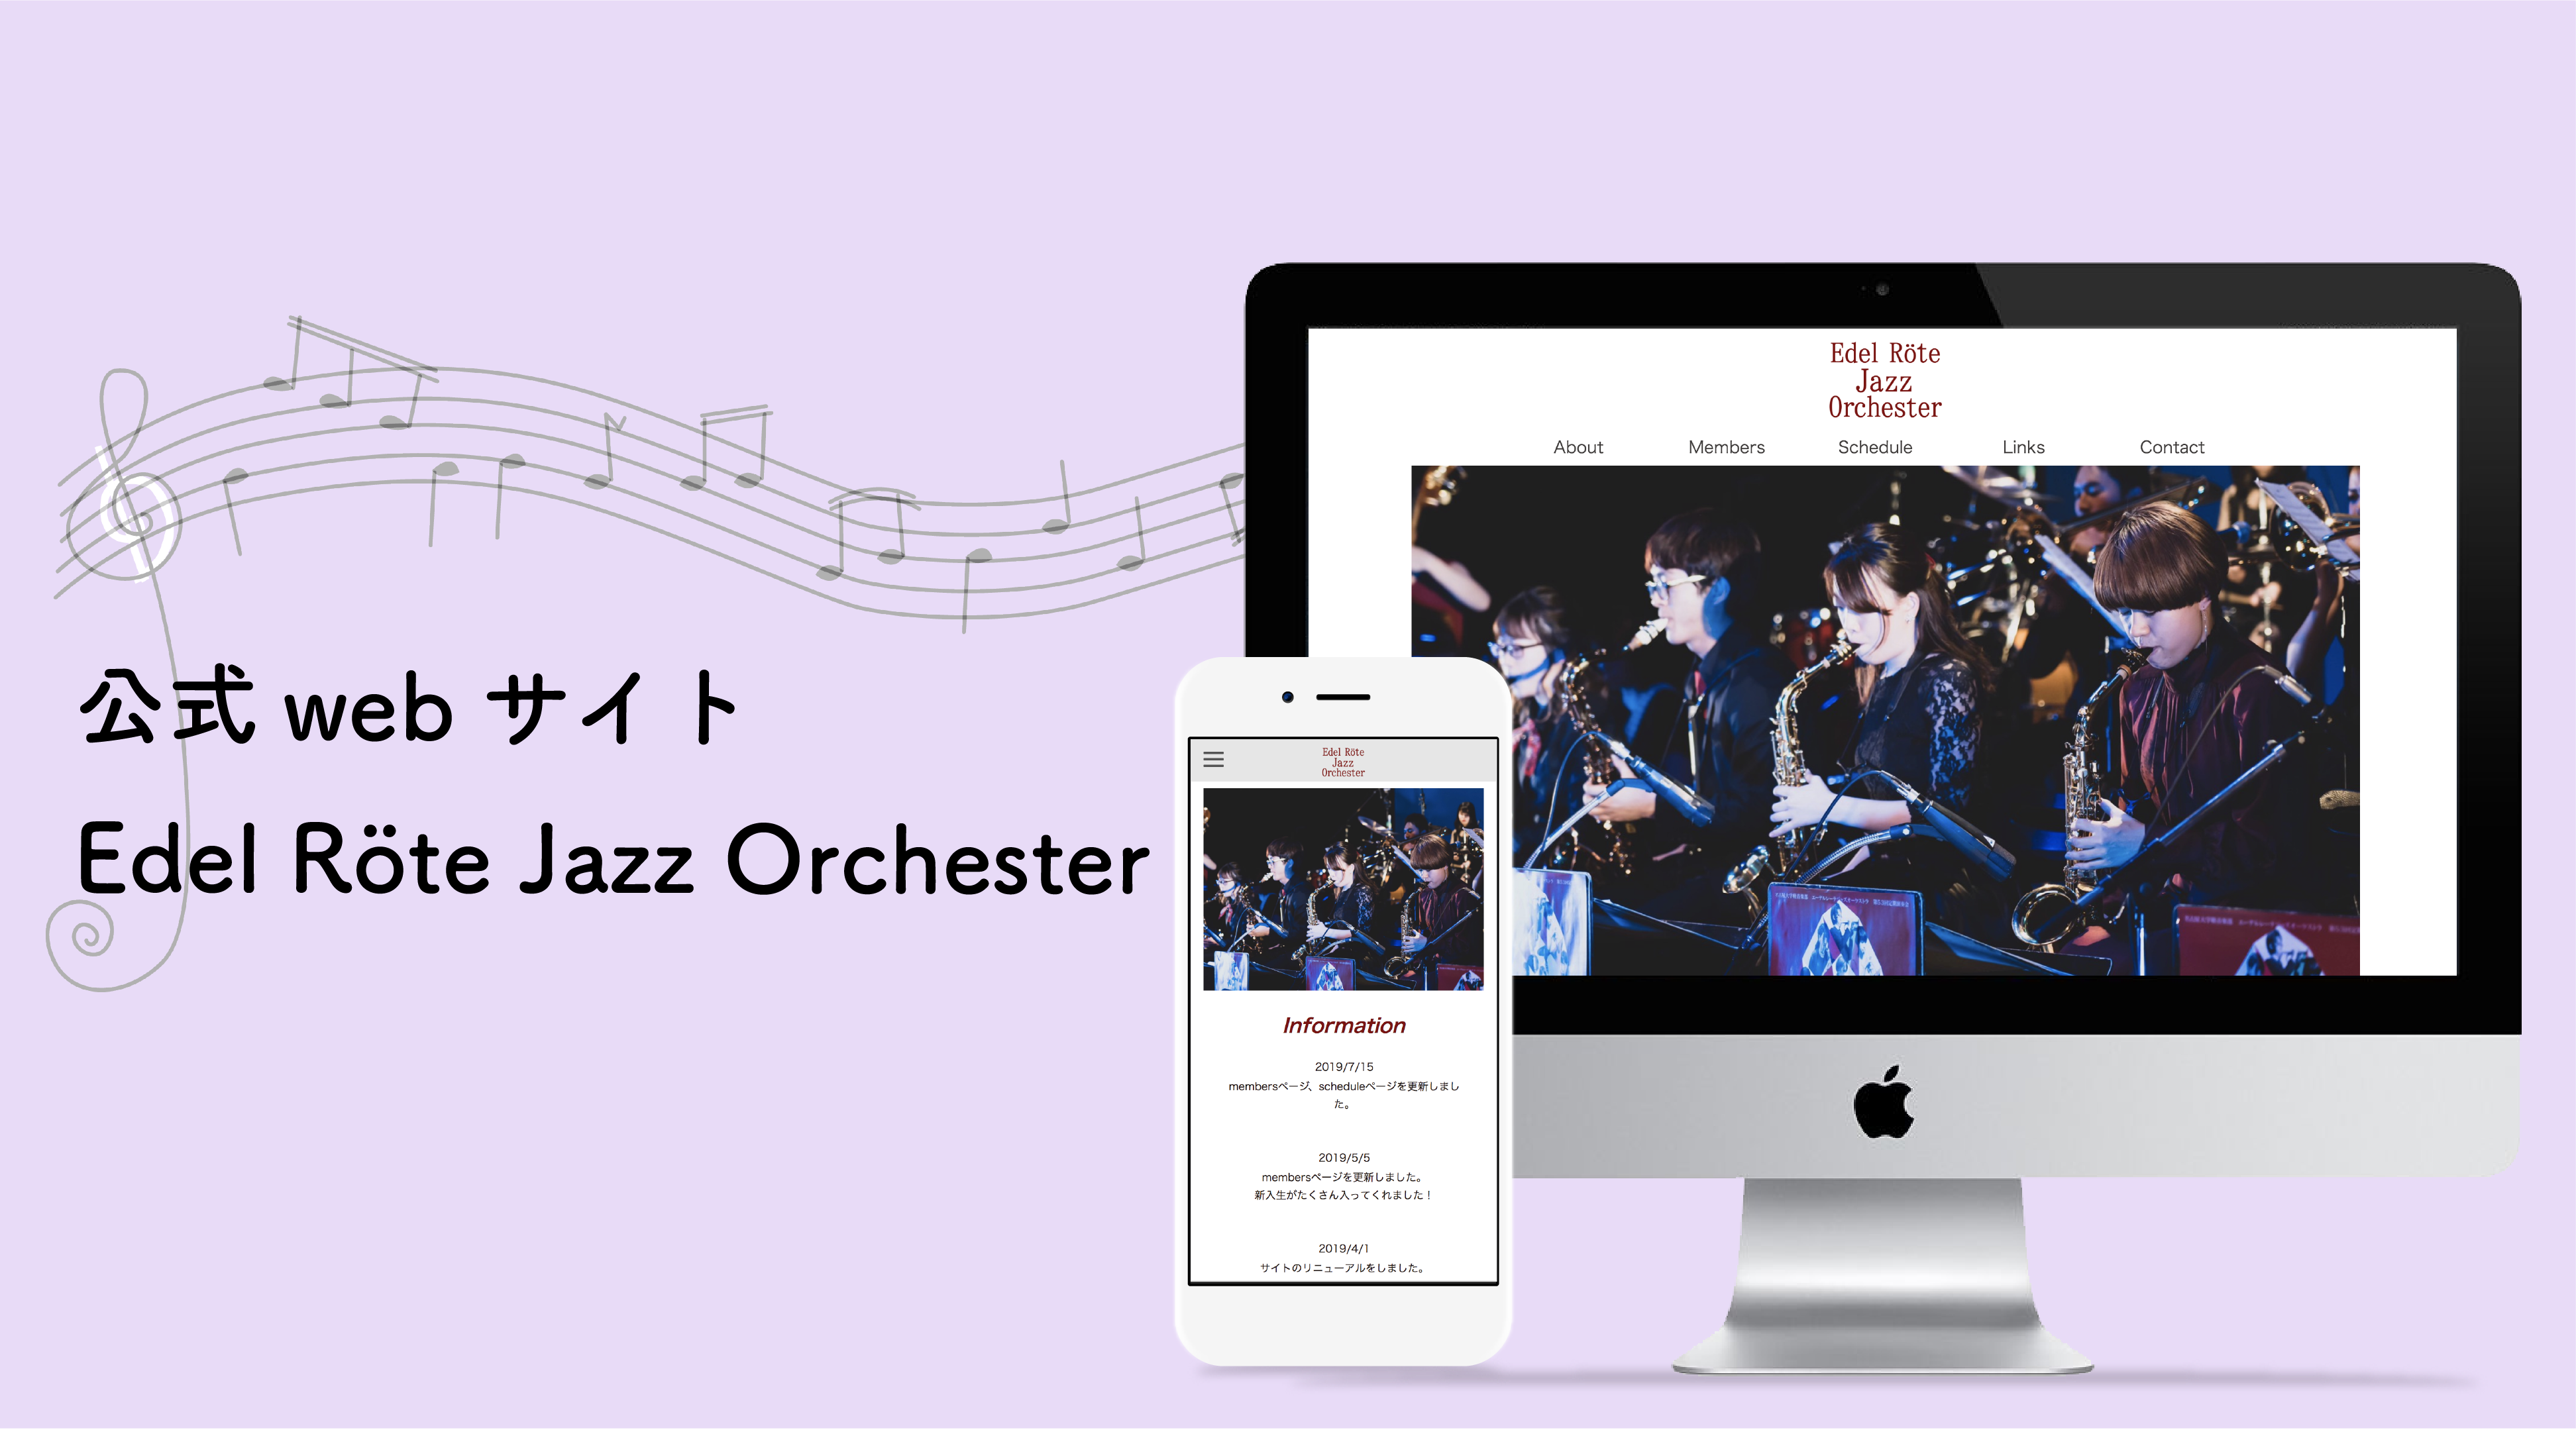 公式 web サイト
Edel Röte Jazz Orchester
Edel Röte
Jazz
Orchester
About Members Schedule Links Contact
Edel Röte
Jazz
Orchester
Information
2019/7/15
membersページ、scheduleページを更新しまし
た。
2019/5/5
membersページを更新しました。
新入生がたくさん入ってくれました！
2019/4/1
サイトのリニューアルをしました。